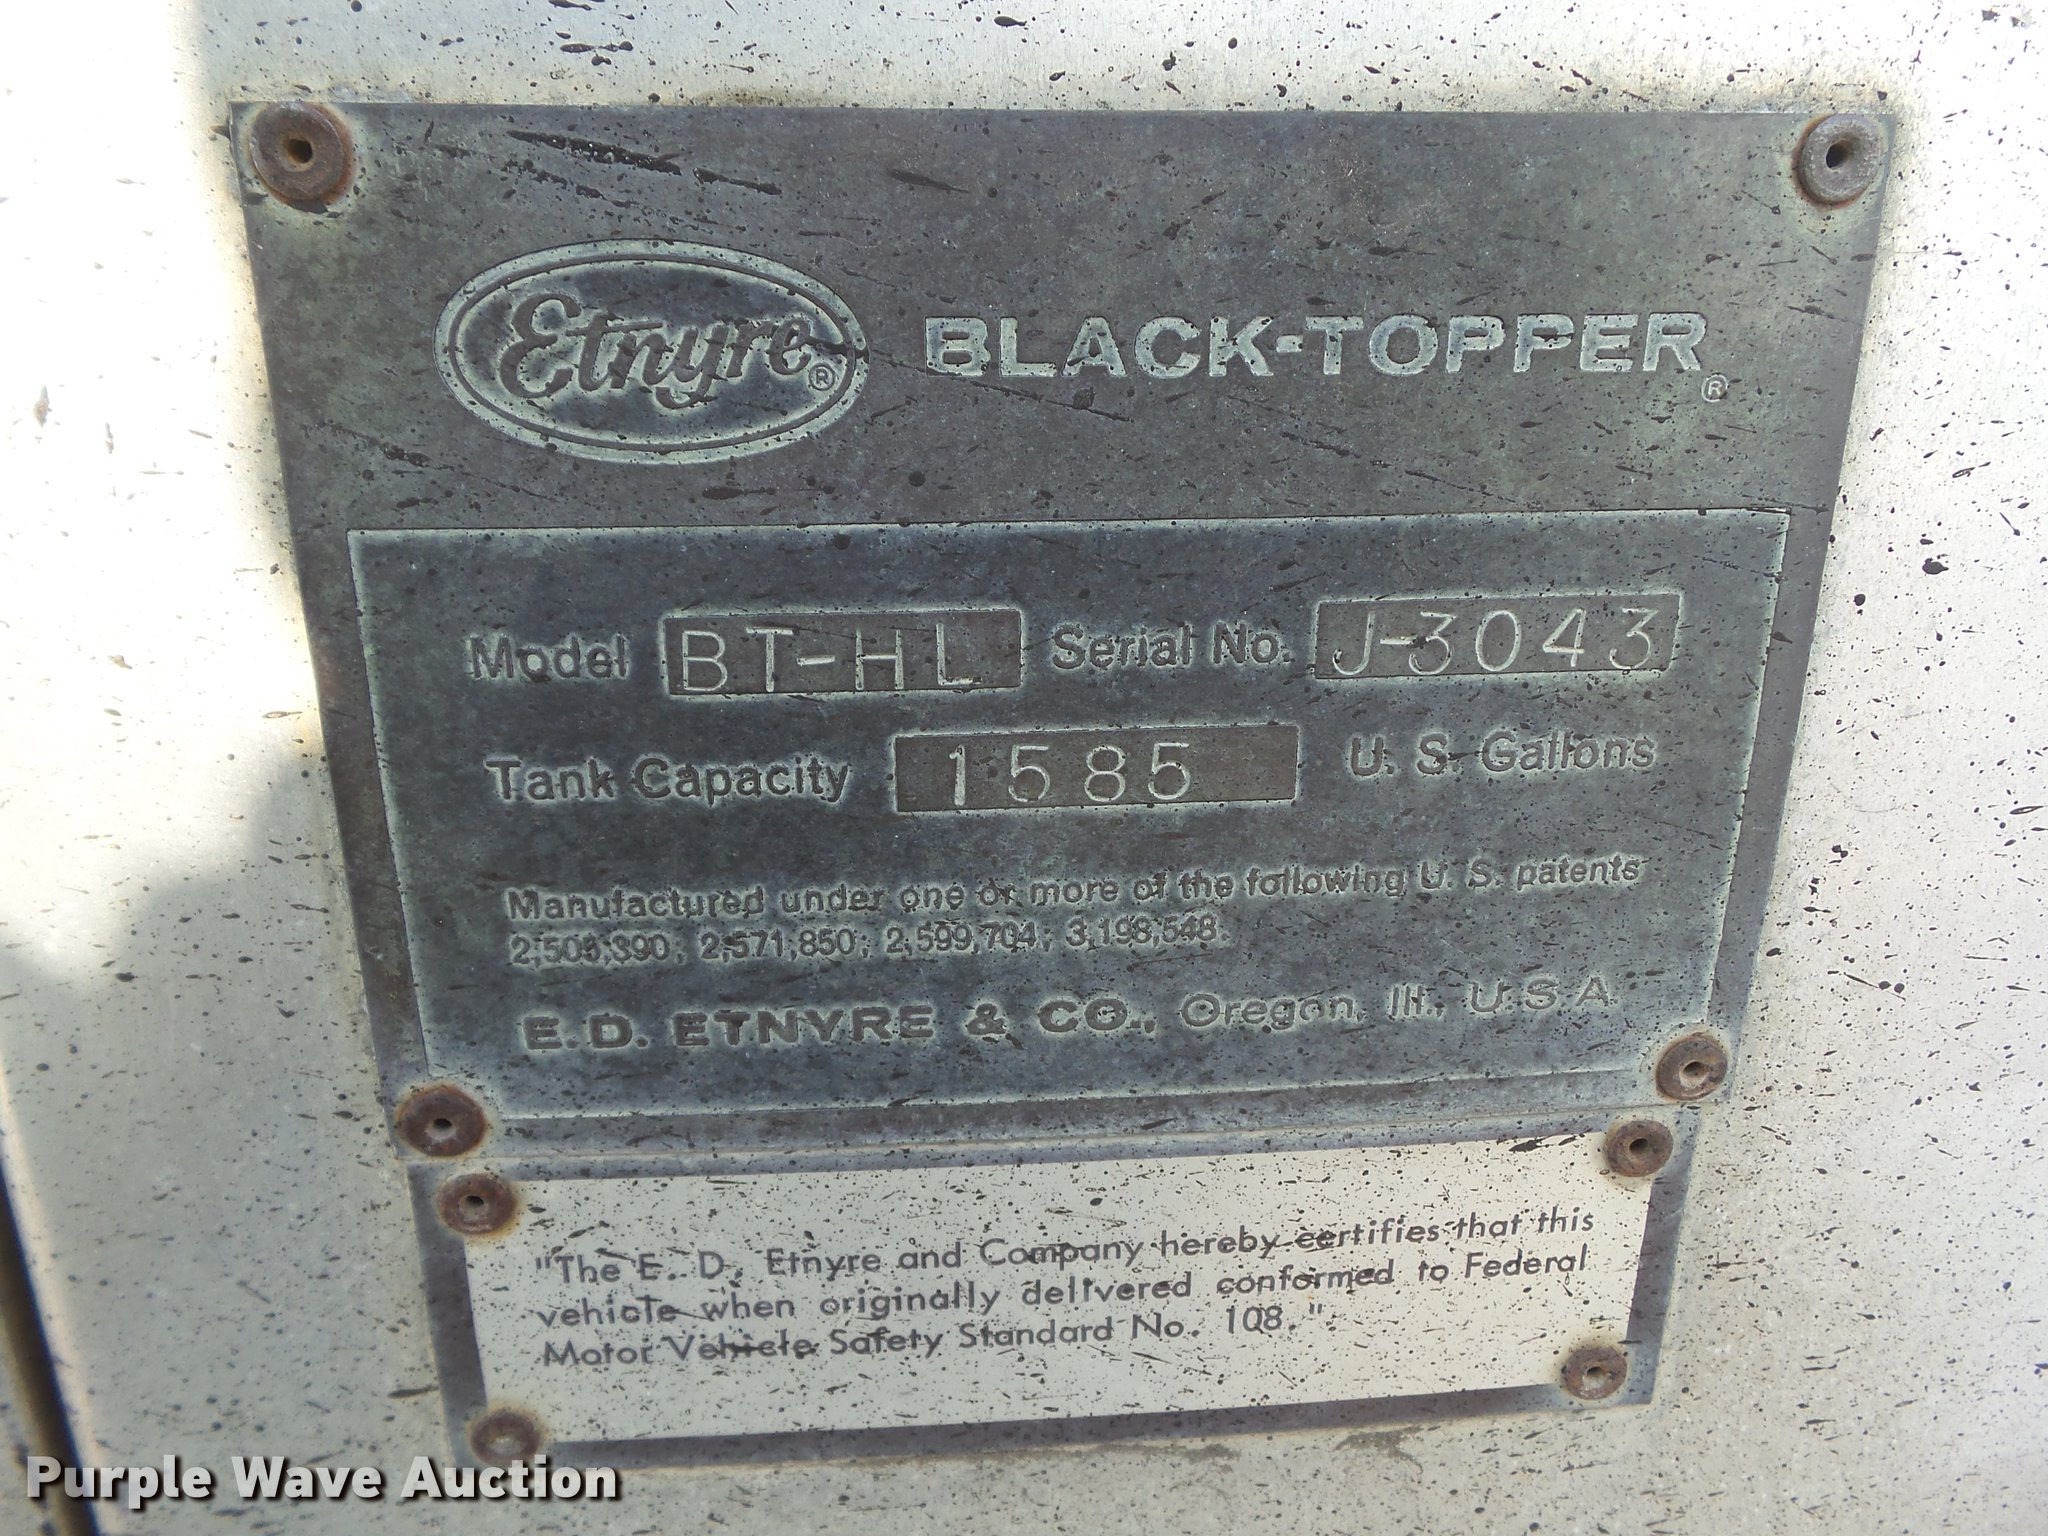 Etnyre® BLACK-TOPPER®
Model BT-HL Serial No. J-3043
Tank Capacity 1585 U. S. Gallons
Manufactured under one or more of the following U. S. patents
2,505,390; 2,571,850; 2,599,704; 3,198,548.
E. D. ETNYRE & CO., Oregon, Ill., U.S.A.
"The E. D. Etnyre and Company hereby certifies that this
vehicle when originally delivered conformed to Federal
Motor Vehicle Safety Standard No. 108."
Purple Wave Auction